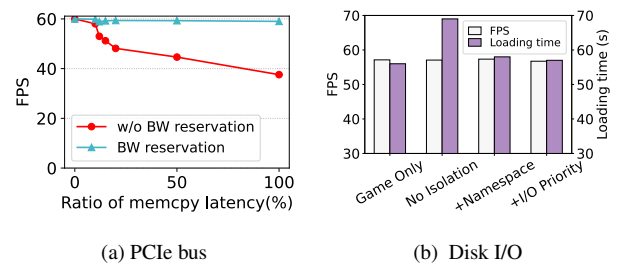 60
40
20
0
FPS
w/o BW reservation
BW reservation
0
50
100
Ratio of memcpy latency(%)
(a) PCIe bus
70
60
50
40
30
FPS
FPS
Loading time
70
60
50
40
30
Loading time (s)
Game Only
No Isolation
+Namespace
+I/O Priority
(b) Disk I/O